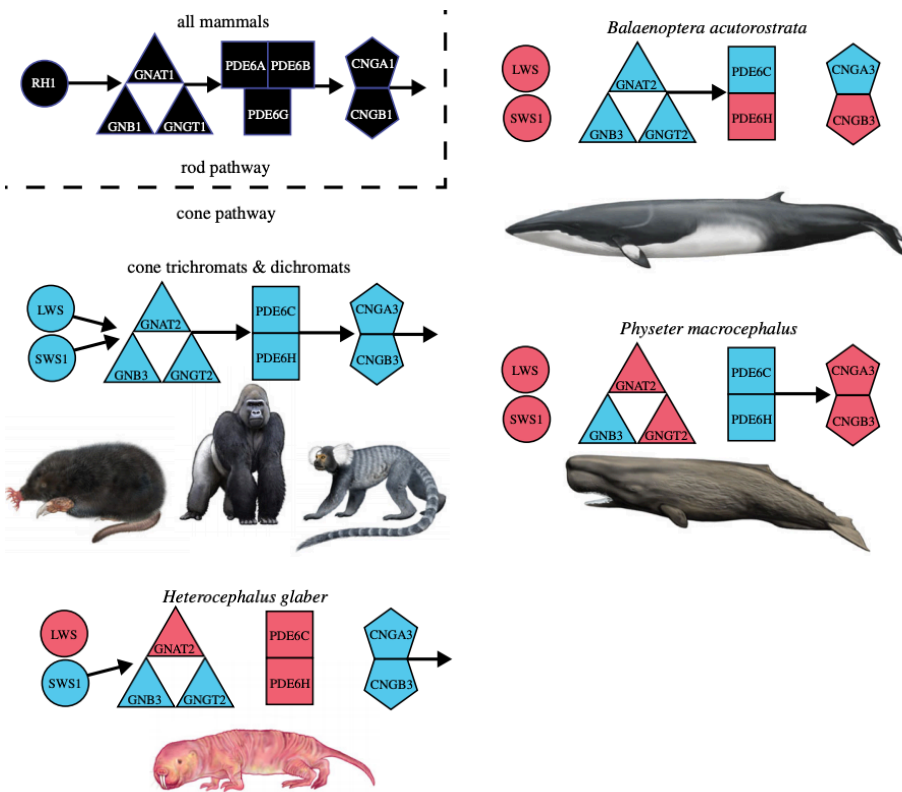 all mammals
RH1
GNAT1
GNB1
GNGT1
PDE6A
PDE6B
PDE6G
CNGA1
CNGB1
rod pathway
cone pathway
cone trichromats & dichromats
LWS
SWS1
GNAT2
GNB3
GNGT2
PDE6C
PDE6H
CNGA3
CNGB3
Heterocephalus glaber
LWS
SWS1
GNAT2
GNB3
GNGT2
PDE6C
PDE6H
CNGA3
CNGB3
Balaenoptera acutorostrata
LWS
SWS1
GNAT2
GNB3
GNGT2
PDE6C
PDE6H
CNGA3
CNGB3
Physeter macrocephalus
LWS
SWS1
GNAT2
GNB3
GNGT2
PDE6C
PDE6H
CNGA3
CNGB3